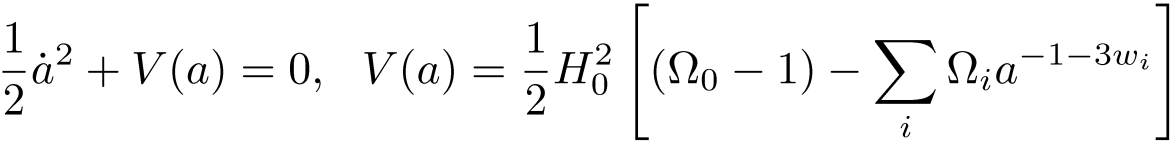 $\frac{1}{2}\dot{a}^2 + V(a) = 0, \;\; V(a) = \frac{1}{2}H_0^2 \left[ (\Omega_0 - 1) - \sum_i \Omega_i a^{-1-3w_i} \right]$